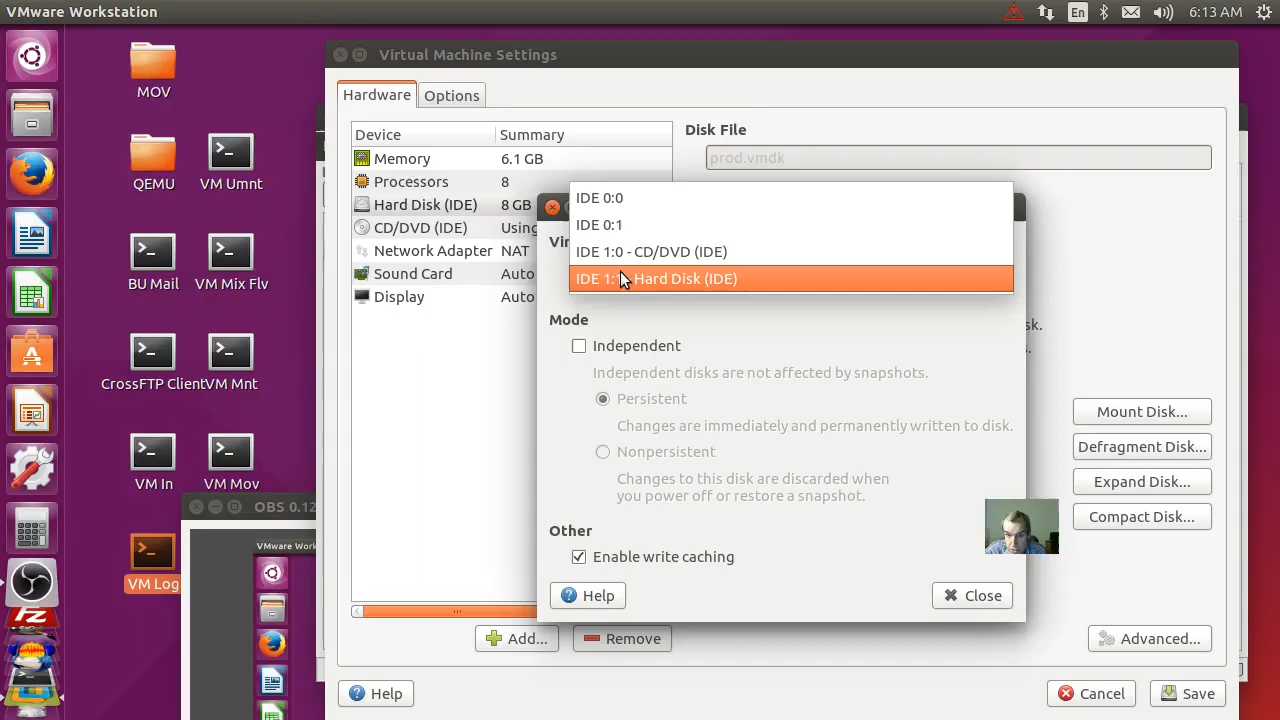 VMware Workstation
En
6:13 AM
MOV
QEMU
VM Umnt
BU Mail
VM Mix Flv
CrossFTP Client
VM Mnt
VM In
VM Mov
VM Log
OBS 0.12
VMware Work
Virtual Machine Settings
Hardware
Options
Device
Summary
Memory
6.1 GB
Processors
8
Hard Disk (IDE)
8 GB
CD/DVD (IDE)
Using
Network Adapter
NAT
Sound Card
Auto
Display
Auto
Add...
Remove
Disk File
prod.vmdk
Vir
IDE 0:0
IDE 0:1
IDE 1:0 - CD/DVD (IDE)
IDE 1: Hard Disk (IDE)
Mode
Independent
Independent disks are not affected by snapshots.
Persistent
Changes are immediately and permanently written to disk.
Nonpersistent
Changes to this disk are discarded when
you power off or restore a snapshot.
Other
Enable write caching
Help
Close
k.
s.
Mount Disk...
Defragment Disk...
Expand Disk...
Compact Disk...
Advanced...
Help
Cancel
Save